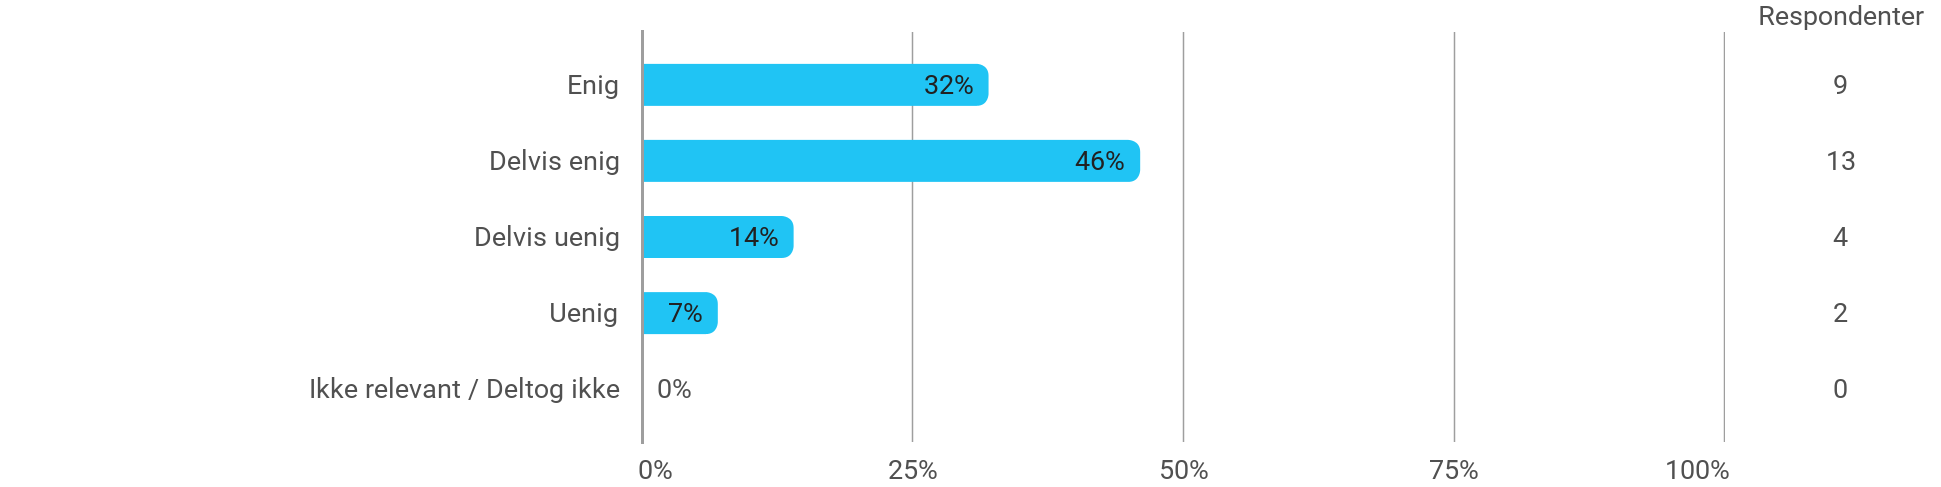 Respondenter
Enig 32% 9
Delvis enig 46% 13
Delvis uenig 14% 4
Uenig 7% 2
Ikke relevant / Deltog ikke 0% 0
0% 25% 50% 75% 100%